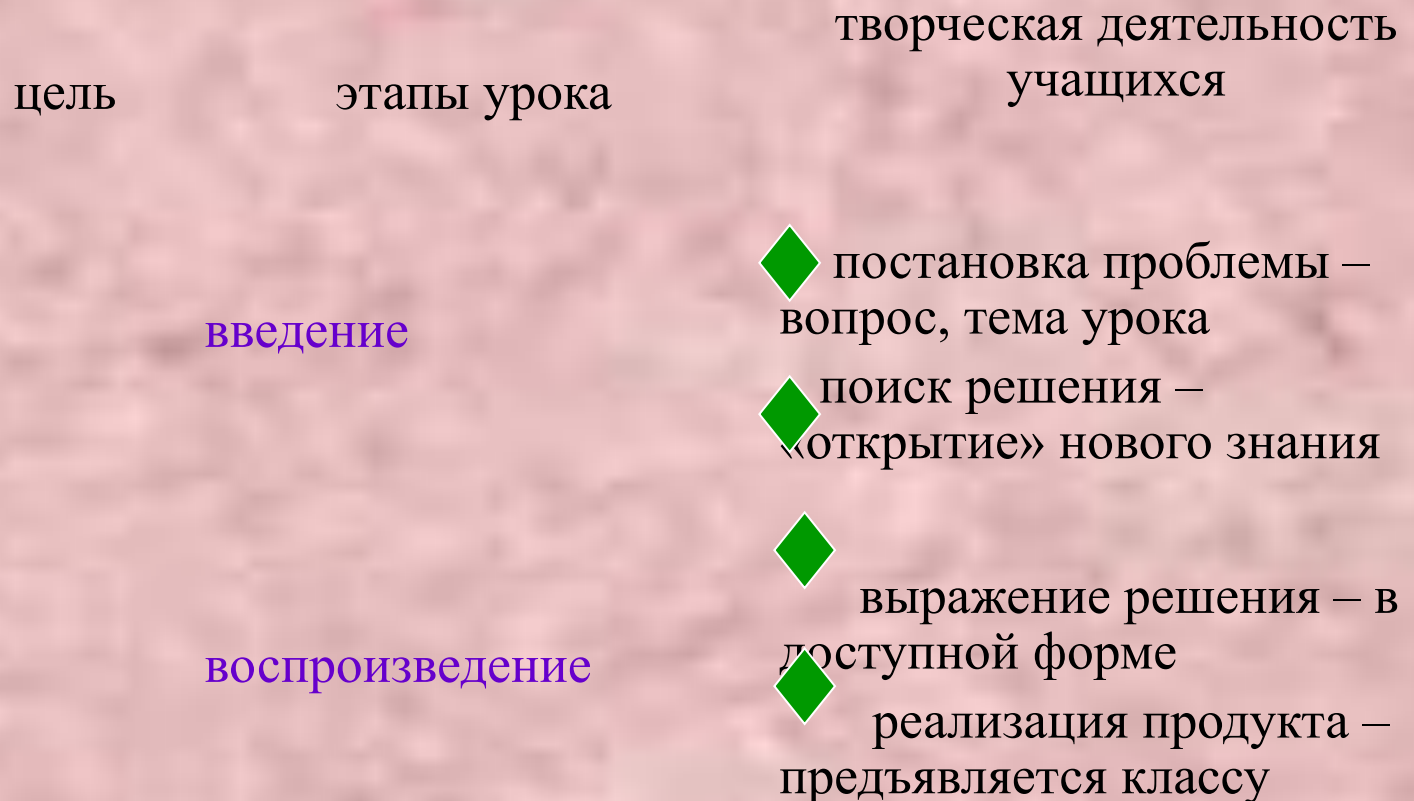 творческая деятельность
учащихся
цель
этапы урока
постановка проблемы –
вопрос, тема урока
введение
поиск решения –
«открытие» нового знания
выражение решения – в
доступной форме
воспроизведение
реализация продукта –
предъявляется классу